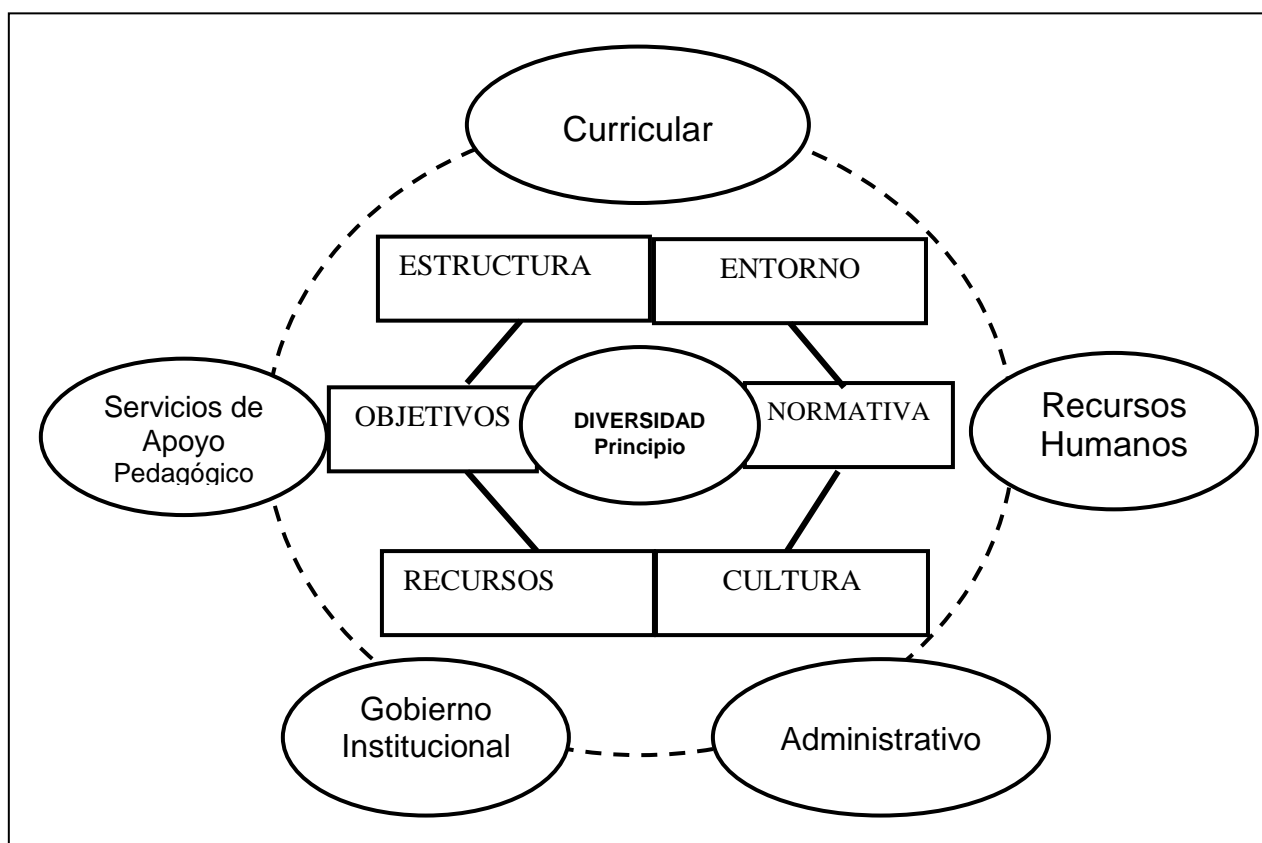 Curricular
ESTRUCTURA
ENTORNO
Servicios de
Apoyo
Pedagógico
OBJETIVOS
DIVERSIDAD
Principio
NORMATIVA
Recursos
Humanos
RECURSOS
CULTURA
Gobierno
Institucional
Administrativo